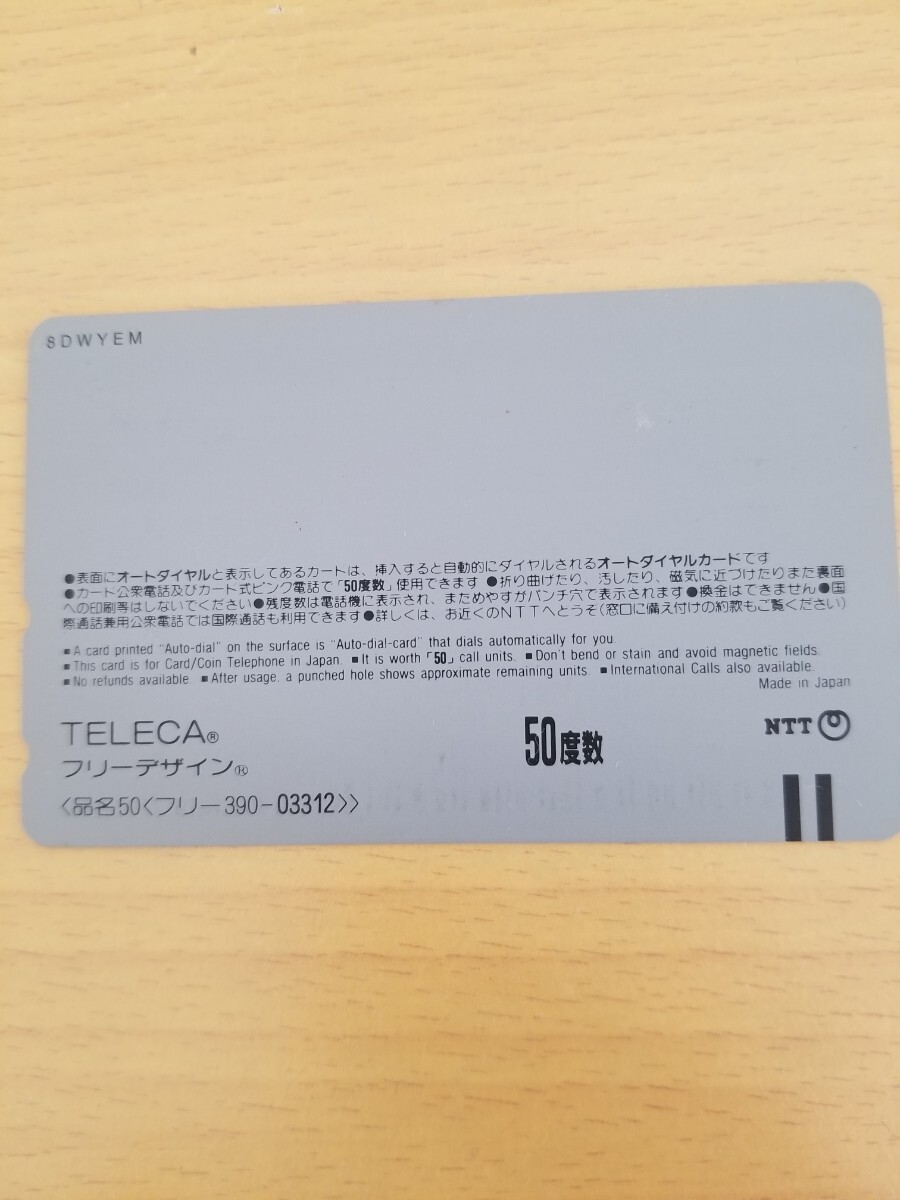 8DWYEM
●表面にオートダイヤルと表示してあるカートは、挿入すると自動的にダイヤルされるオートダイヤルカードです
●カード公衆電話及びカード式ピンク電話で「50度数」使用できます ●折り曲げたり、汚したり、磁気に近づけたりまた裏面
への印刷等はしないでください●残度数は電話機に表示され、まためやすがパンチ穴で表示されます●換金はできません●国
際通話兼用公衆電話では国際通話も利用できます●詳しくは、お近くのNTTへどうぞ(窓口に備え付けの約款もご覧ください)
■A card printed "Auto-dial" on the surface is "Auto-dial-card" that dials automatically for you.
■This card is for Card/Coin Telephone in Japan. ■It is worth「50」call units. ■Don't bend or stain and avoid magnetic fields.
■No refunds available. ■After usage, a punched hole shows approximate remaining units. ■International Calls also available.
Made in Japan
TELECA®
フリーデザイン®
50度数
NTT
〈品名50〈フリー390-03312〉〉